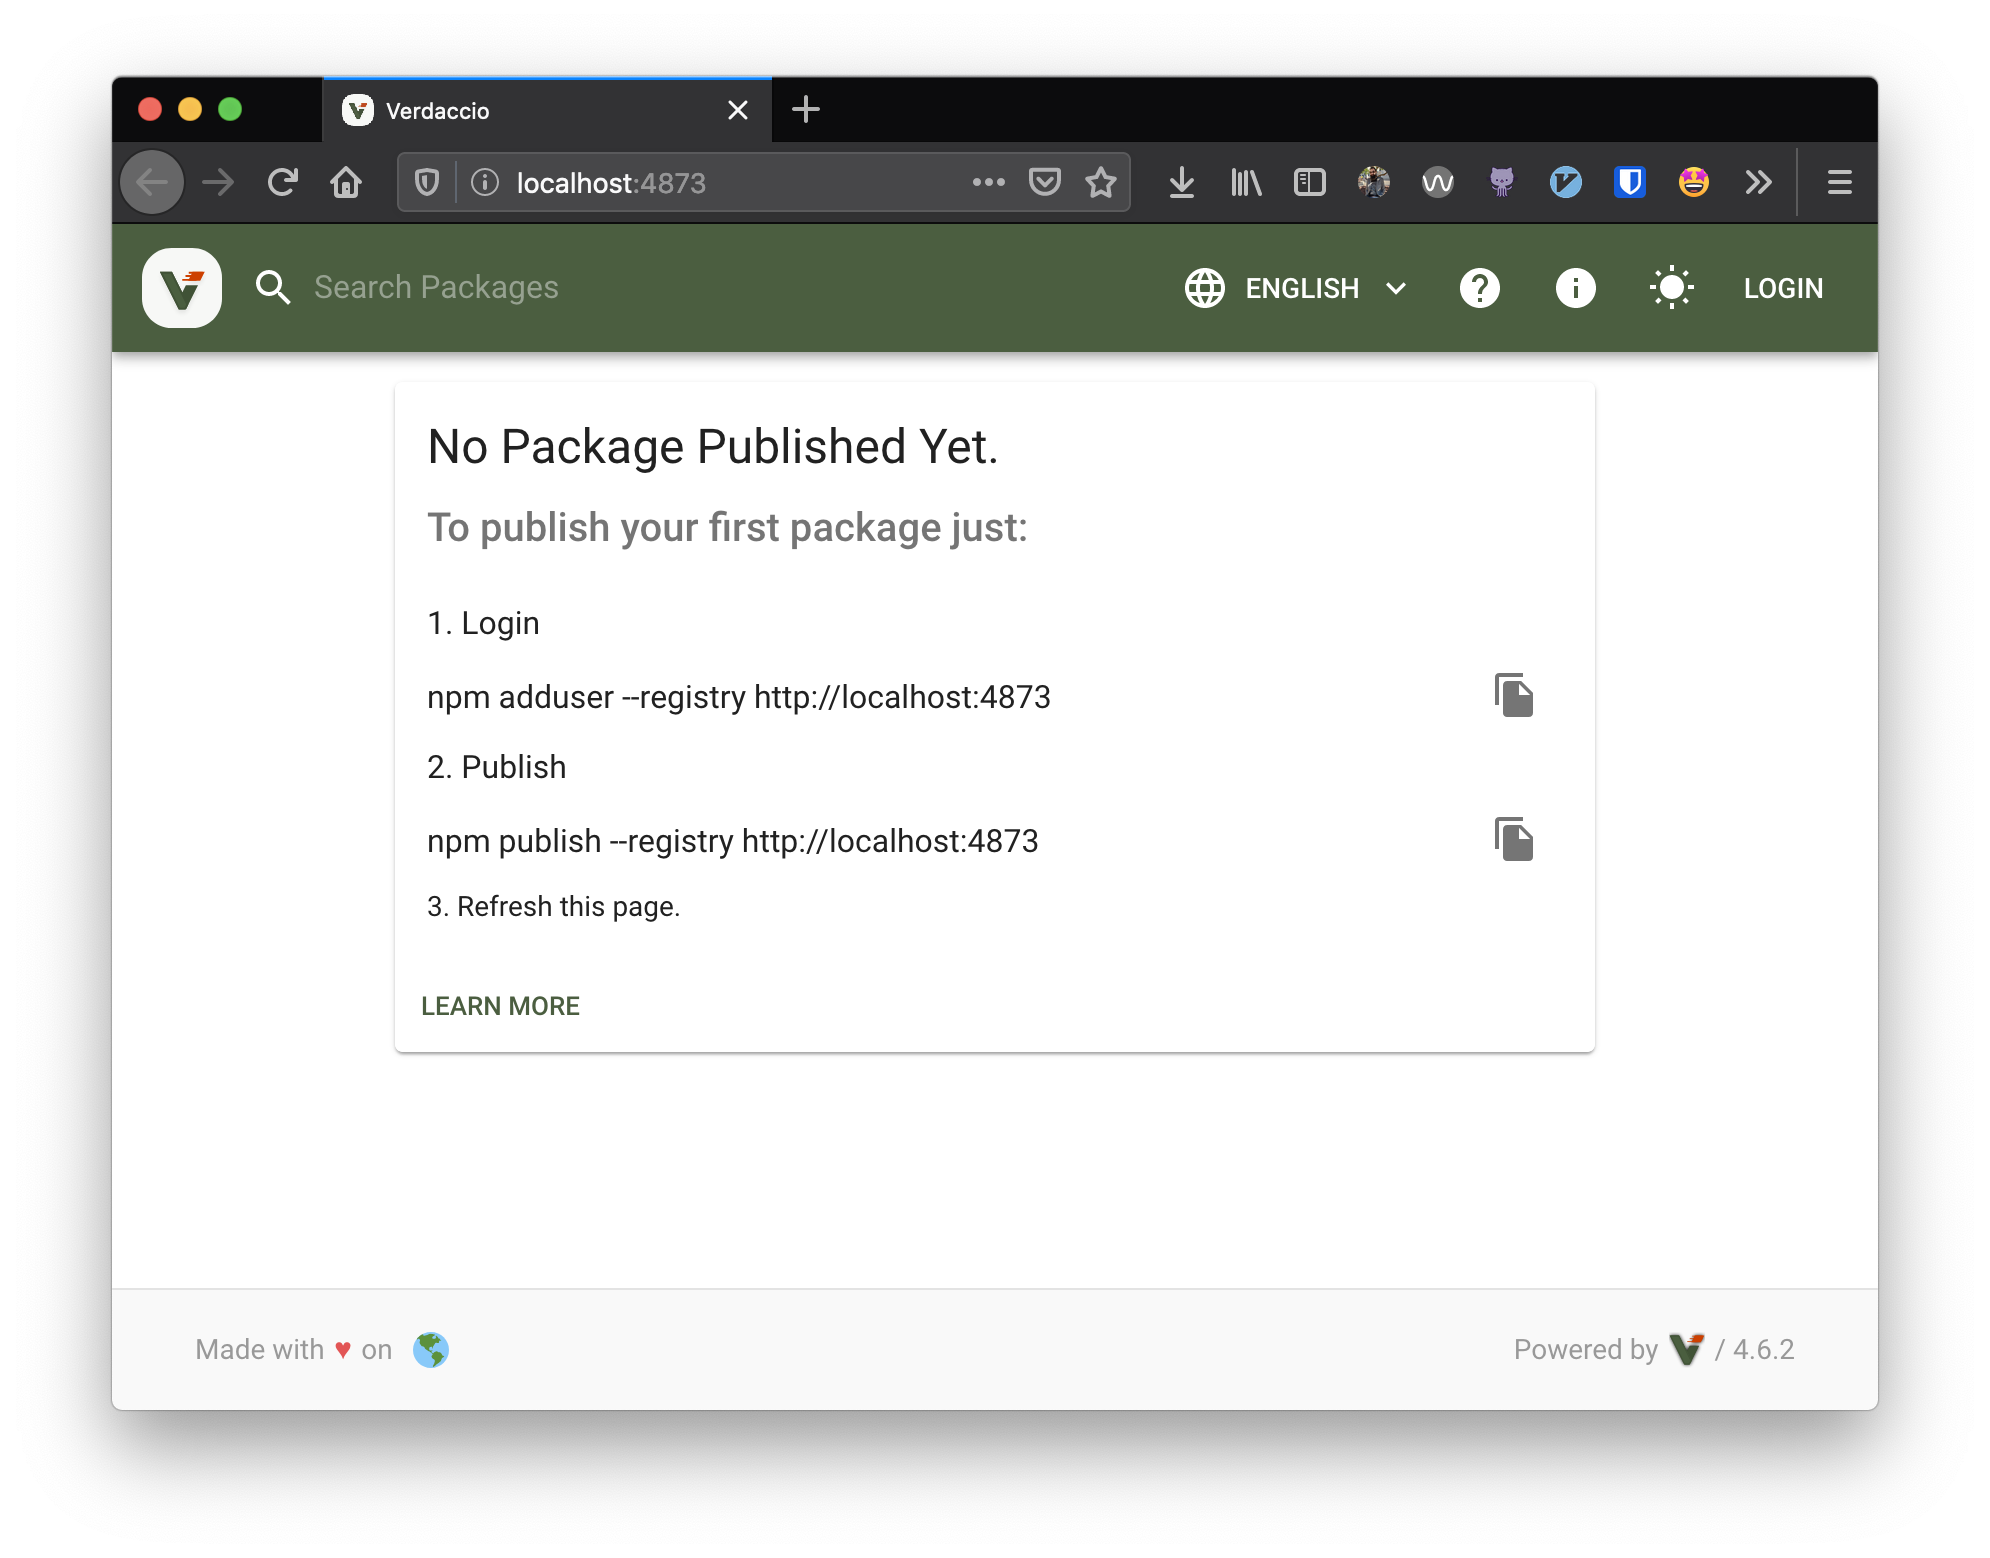 Verdaccio
localhost:4873
Search Packages
ENGLISH
LOGIN
No Package Published Yet.
To publish your first package just:
1. Login
npm adduser --registry http://localhost:4873
2. Publish
npm publish --registry http://localhost:4873
3. Refresh this page.
LEARN MORE
Made with ♥ on
Powered by / 4.6.2